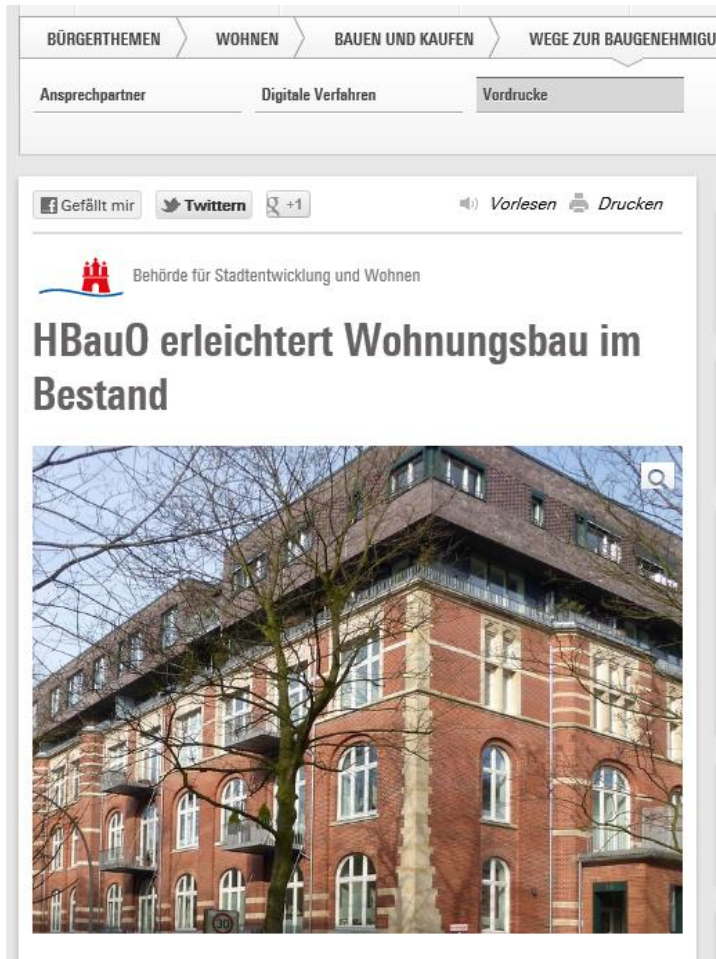 BÜRGERTHEMEN WOHNEN BAUEN UND KAUFEN WEGE ZUR BAUGENEHMIGU
Ansprechpartner Digitale Verfahren Vordrucke
Gefällt mir Twittern +1 Vorlesen Drucken
Behörde für Stadtentwicklung und Wohnen
HBauO erleichtert Wohnungsbau im
Bestand
30